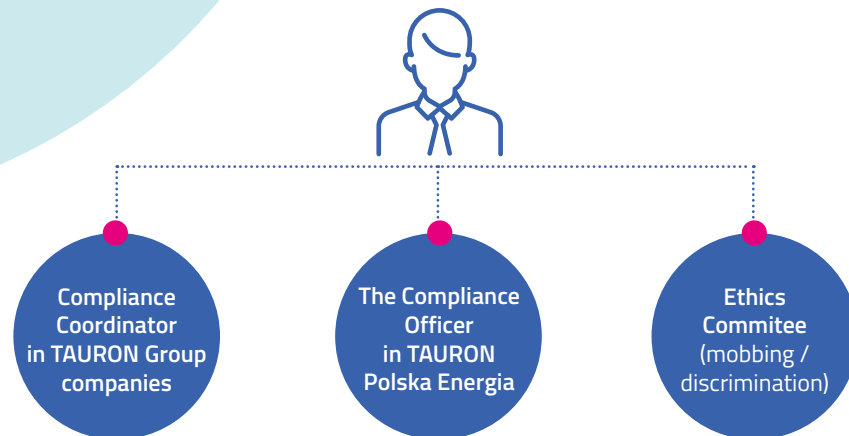 Compliance
Coordinator
in TAURON Group
companies
The Compliance
Officer
in TAURON
Polska Energia
Ethics
Commitee
(mobbing /
discrimination)